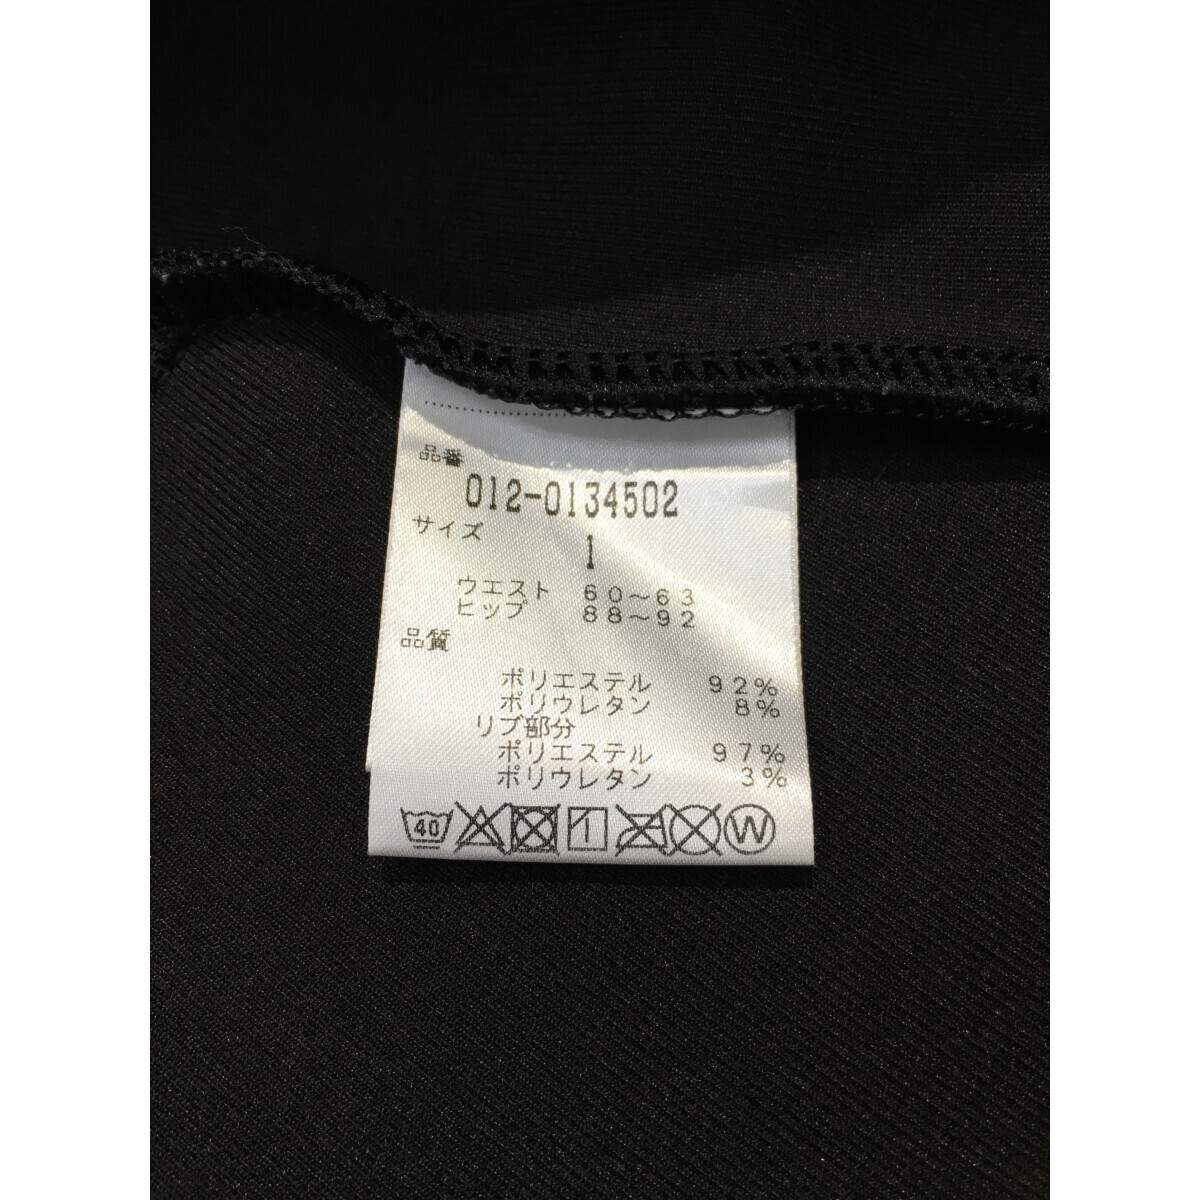 品番
012-0134502
サイズ
1
ウエスト 60～63
ヒップ 88～92
品質
ポリエステル 92%
ポリウレタン 8%
リブ部分
ポリエステル 97%
ポリウレタン 3%
40 W